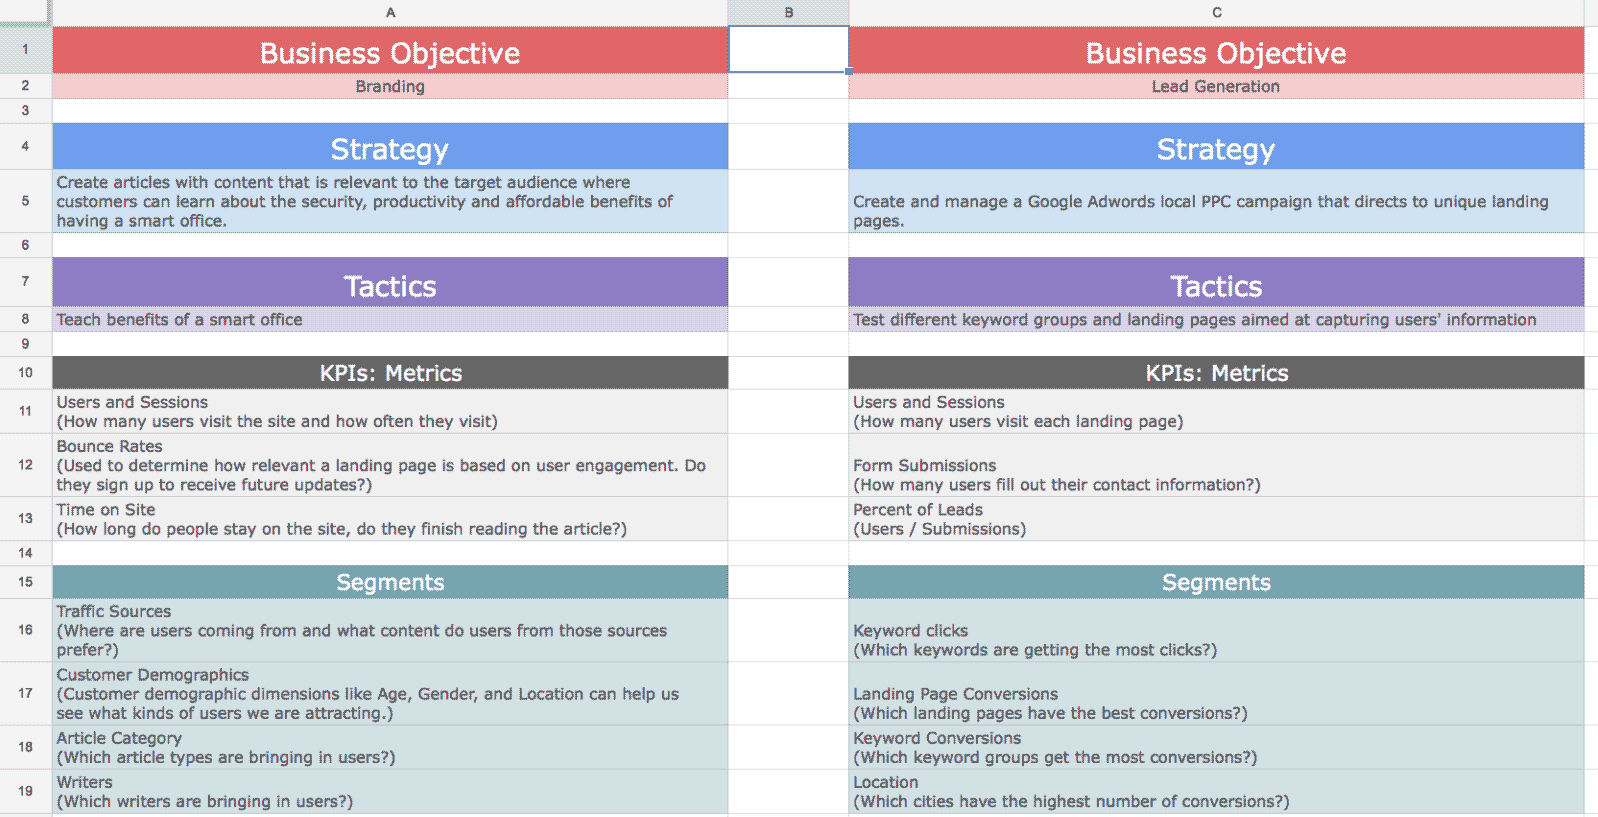 A B C
1 Business Objective Business Objective
2 Branding Lead Generation
3
4 Strategy Strategy
Create articles with content that is relevant to the target audience where
5 customers can learn about the security, productivity and affordable benefits of Create and manage a Google Adwords local PPC campaign that directs to unique landing
having a smart office. pages.
6
7 Tactics Tactics
8 Teach benefits of a smart office Test different keyword groups and landing pages aimed at capturing users' information
9
10 KPIs: Metrics KPIs: Metrics
11 Users and Sessions Users and Sessions
(How many users visit the site and how often they visit) (How many users visit each landing page)
Bounce Rates
12 (Used to determine how relevant a landing page is based on user engagement. Do Form Submissions
they sign up to receive future updates?) (How many users fill out their contact information?)
13 Time on Site Percent of Leads
(How long do people stay on the site, do they finish reading the article?) (Users / Submissions)
14
15 Segments Segments
Traffic Sources
16 (Where are users coming from and what content do users from those sources Keyword clicks
prefer?) (Which keywords are getting the most clicks?)
Customer Demographics
17 (Customer demographic dimensions like Age, Gender, and Location can help us Landing Page Conversions
see what kinds of users we are attracting.) (Which landing pages have the best conversions?)
18 Article Category Keyword Conversions
(Which article types are bringing in users?) (Which keyword groups get the most conversions?)
19 Writers Location
(Which writers are bringing in users?) (Which cities have the highest number of conversions?)